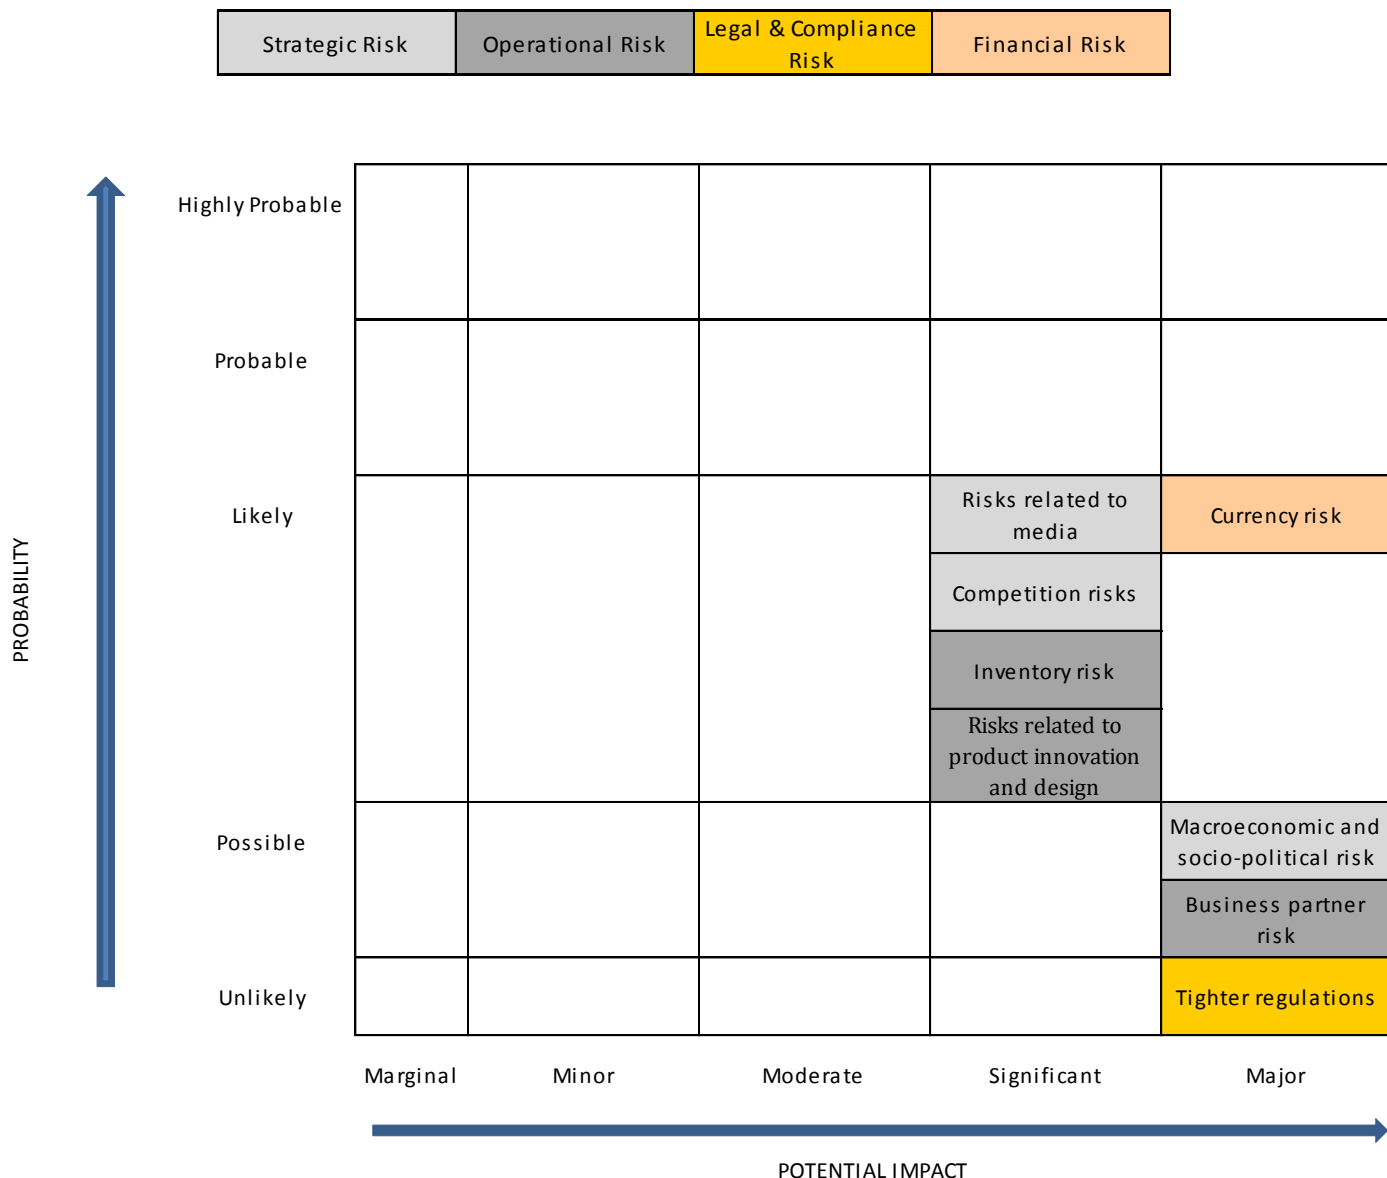 Strategic Risk
Operational Risk
Legal & Compliance
Risk
Financial Risk
Highly Probable
Probable
Likely
Risks related to
media
Currency risk
Competition risks
Inventory risk
Risks related to
product innovation
and design
PROBABILITY
Possible
Macroeconomic and
socio-political risk
Business partner
risk
Unlikely
Tighter regulations
Marginal
Minor
Moderate
Significant
Major
POTENTIAL IMPACT